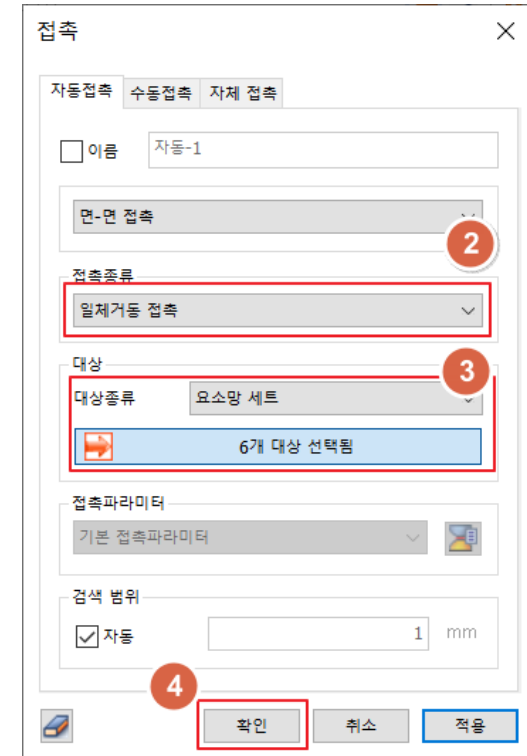 접촉
자동접촉 수동접촉 자체 접촉
이름 자동-1
면-면 접촉
2
접촉종류
일체거동 접촉
대상
3
대상종류 요소망 세트
6개 대상 선택됨
접촉파라미터
기본 접촉파라미터
검색 범위
자동 1 mm
4
확인 취소 적용